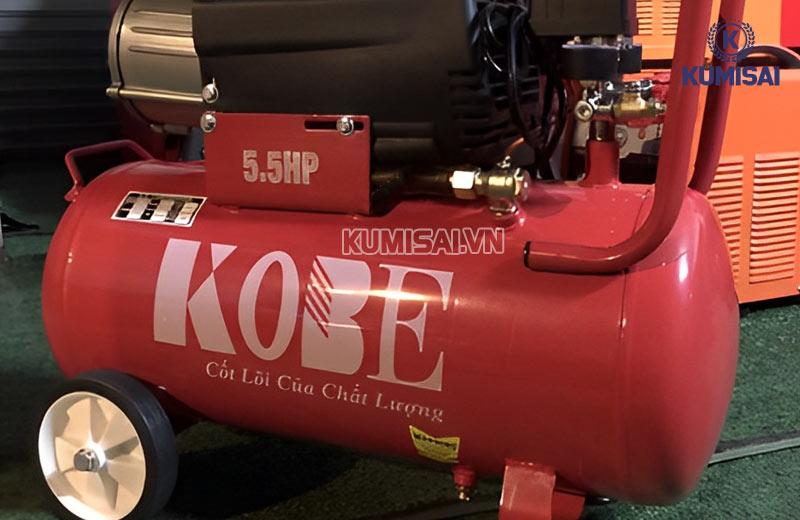 KUMISAI
5.5HP
KUMISAI.VN
KOBE
Cốt Lõi Của Chất Lượng